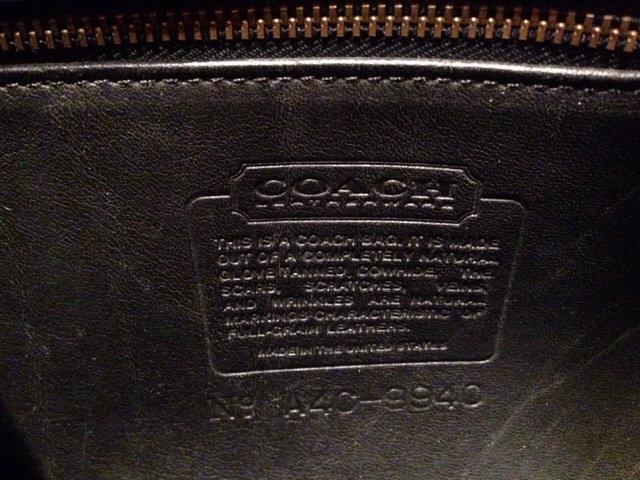 COACH
THIS IS A COACH BAG. IT IS MADE
OUT OF A COMPLETELY NATURAL
GLOVE TANNED COWHIDE. THE
SCARS, SCRATCHES, VEINS
AND WRINKLES ARE NATURAL
MARKINGS CHARACTERISTIC OF
FULL-GRAIN LEATHERS.
MADE IN THE UNITED STATES